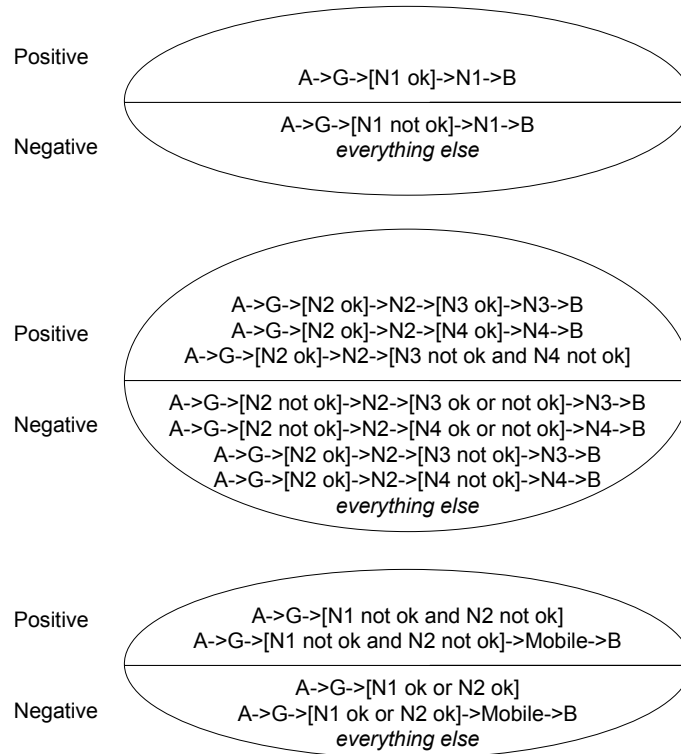 Positive
A->G->[N1 ok]->N1->B
A->G->[N1 not ok]->N1->B
Negative
everything else
A->G->[N2 ok]->N2->[N3 ok]->N3->B
Positive
A->G->[N2 ok]->N2->[N4 ok]->N4->B
A->G->[N2 ok]->N2->[N3 not ok and N4 not ok]
A->G->[N2 not ok]->N2->[N3 ok or not ok]->N3->B
Negative
A->G->[N2 not ok]->N2->[N4 ok or not ok]->N4->B
A->G->[N2 ok]->N2->[N3 not ok]->N3->B
A->G->[N2 ok]->N2->[N4 not ok]->N4->B
everything else
Positive
A->G->[N1 not ok and N2 not ok]
A->G->[N1 not ok and N2 not ok]->Mobile->B
A->G->[N1 ok or N2 ok]
Negative
A->G->[N1 ok or N2 ok]->Mobile->B
everything else